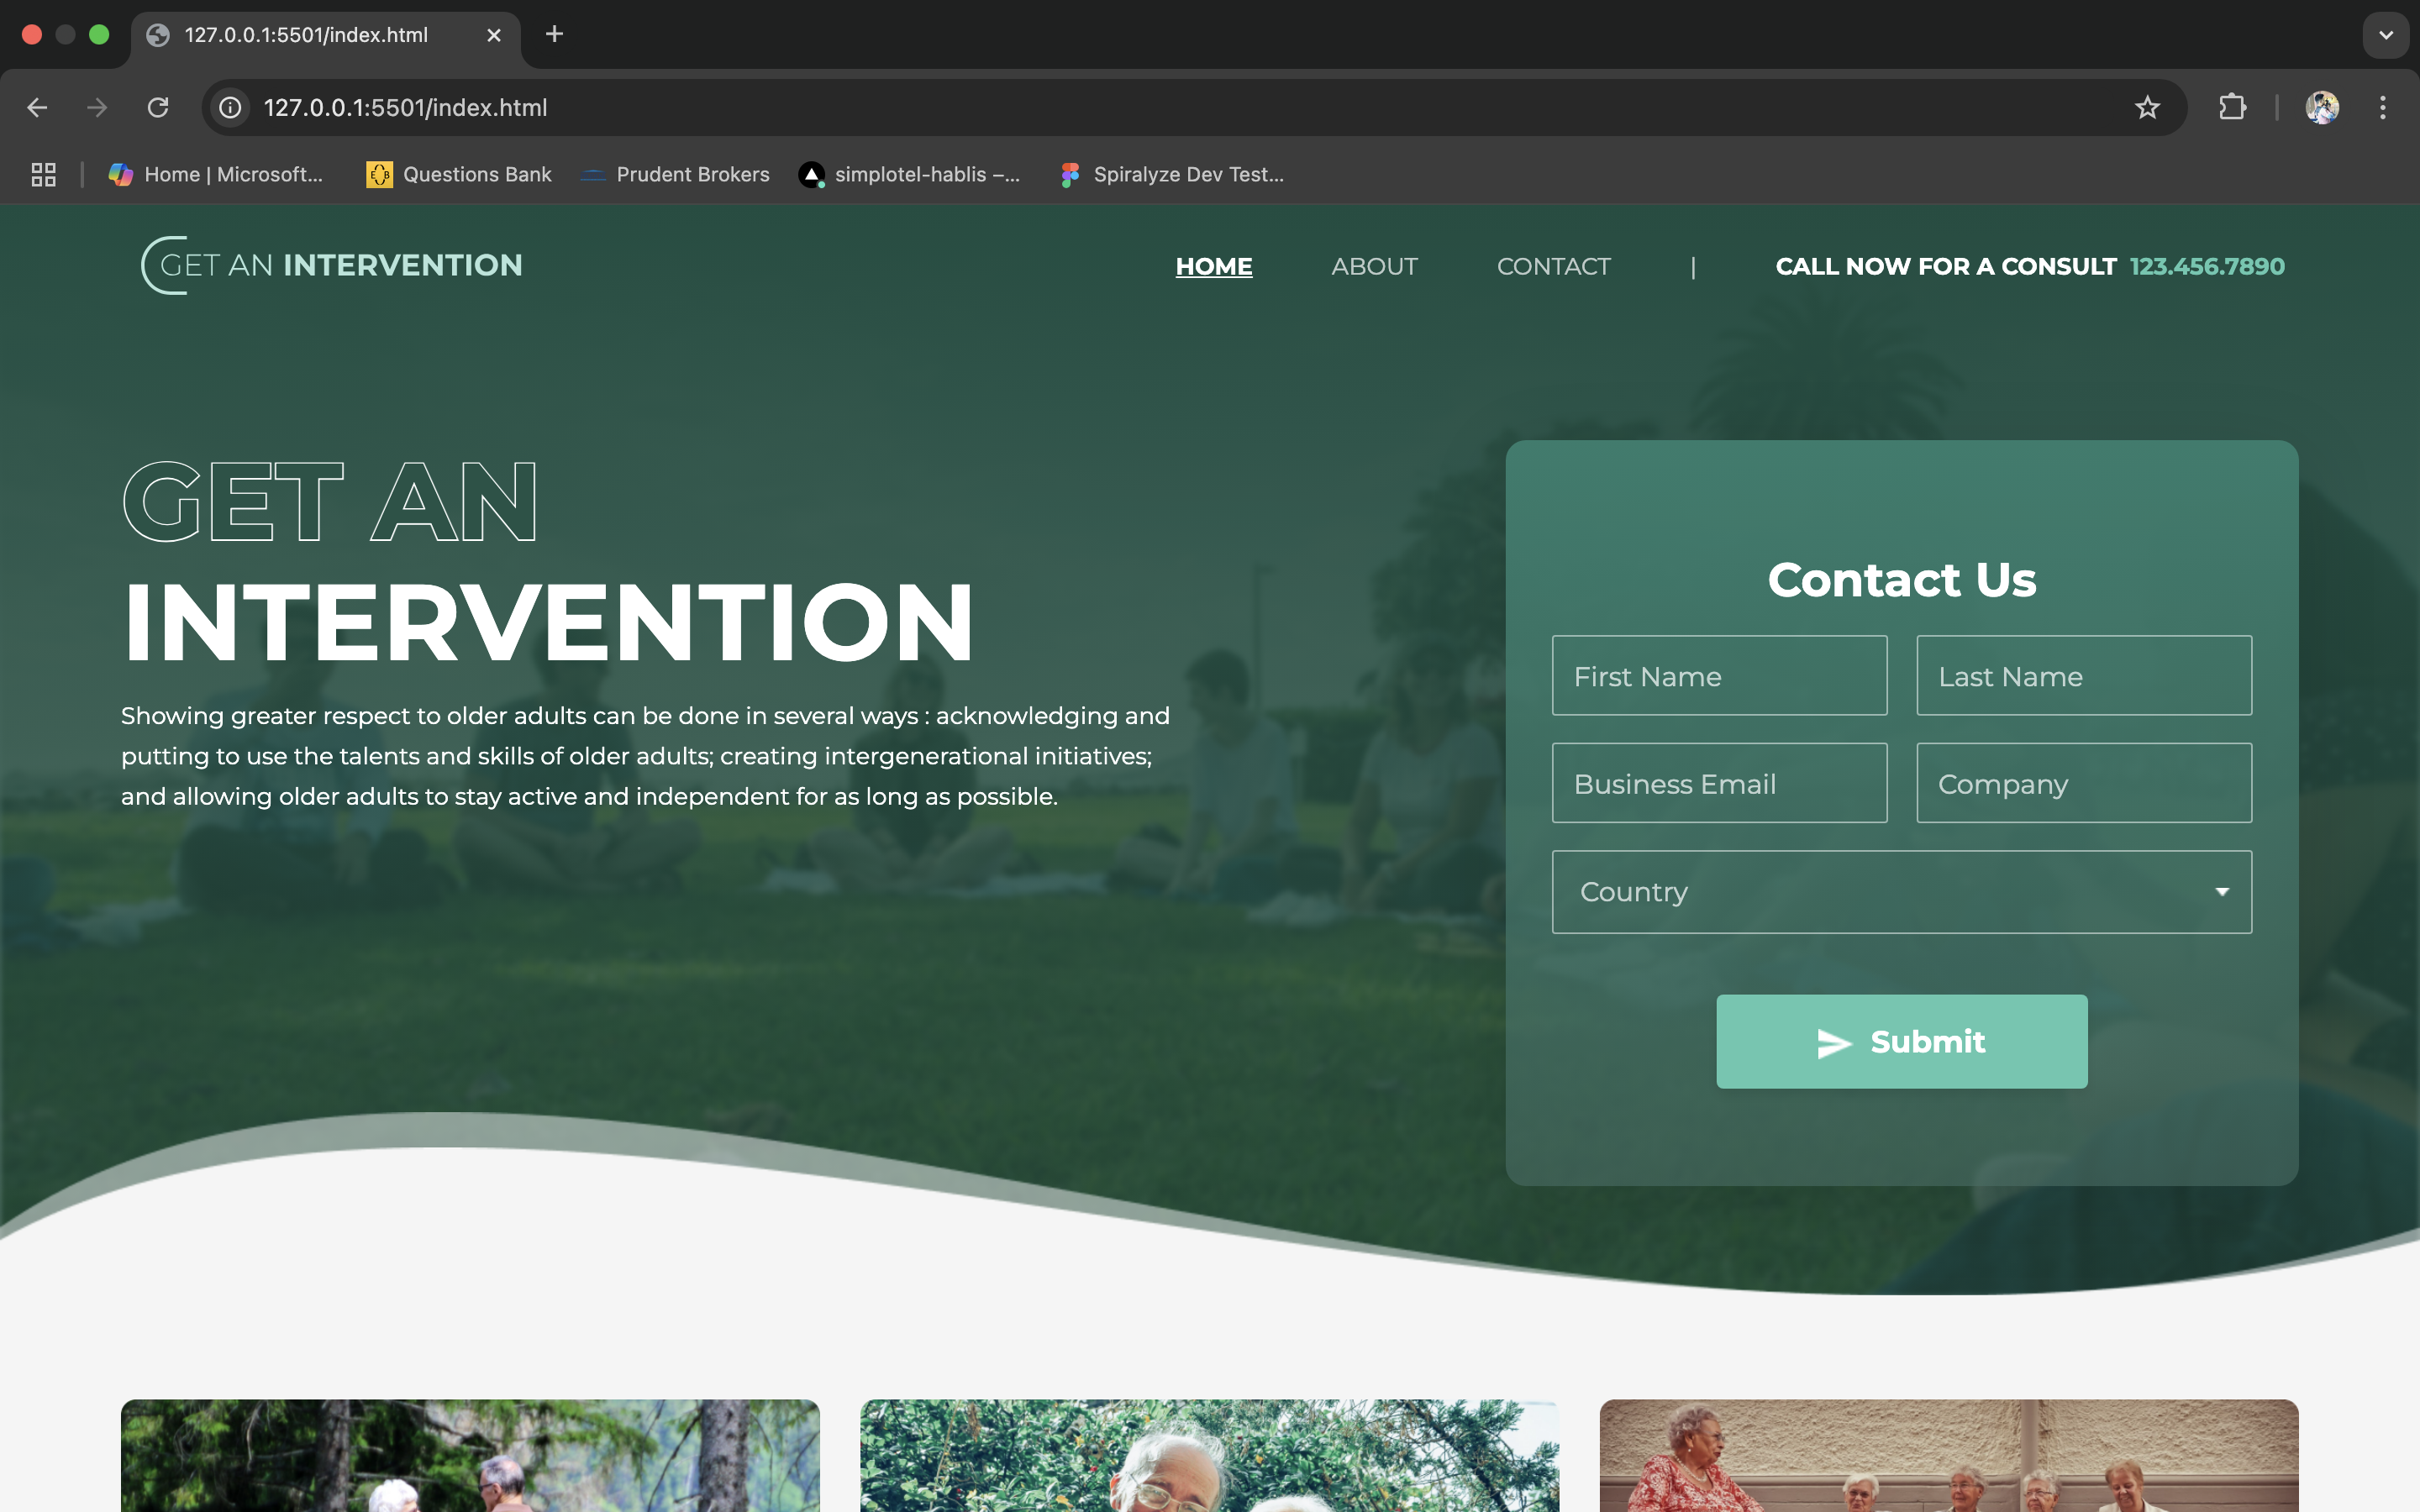 127.0.0.1:5501/index.html
127.0.0.1:5501/index.html
Home | Microsoft...
Questions Bank
Prudent Brokers
simplotel-hablis –...
Spiralyze Dev Test...
GET AN INTERVENTION
HOME
ABOUT
CONTACT
|
CALL NOW FOR A CONSULT 123.456.7890
GET AN
INTERVENTION
Showing greater respect to older adults can be done in several ways : acknowledging and
putting to use the talents and skills of older adults; creating intergenerational initiatives;
and allowing older adults to stay active and independent for as long as possible.
Contact Us
First Name
Last Name
Business Email
Company
Country
Submit